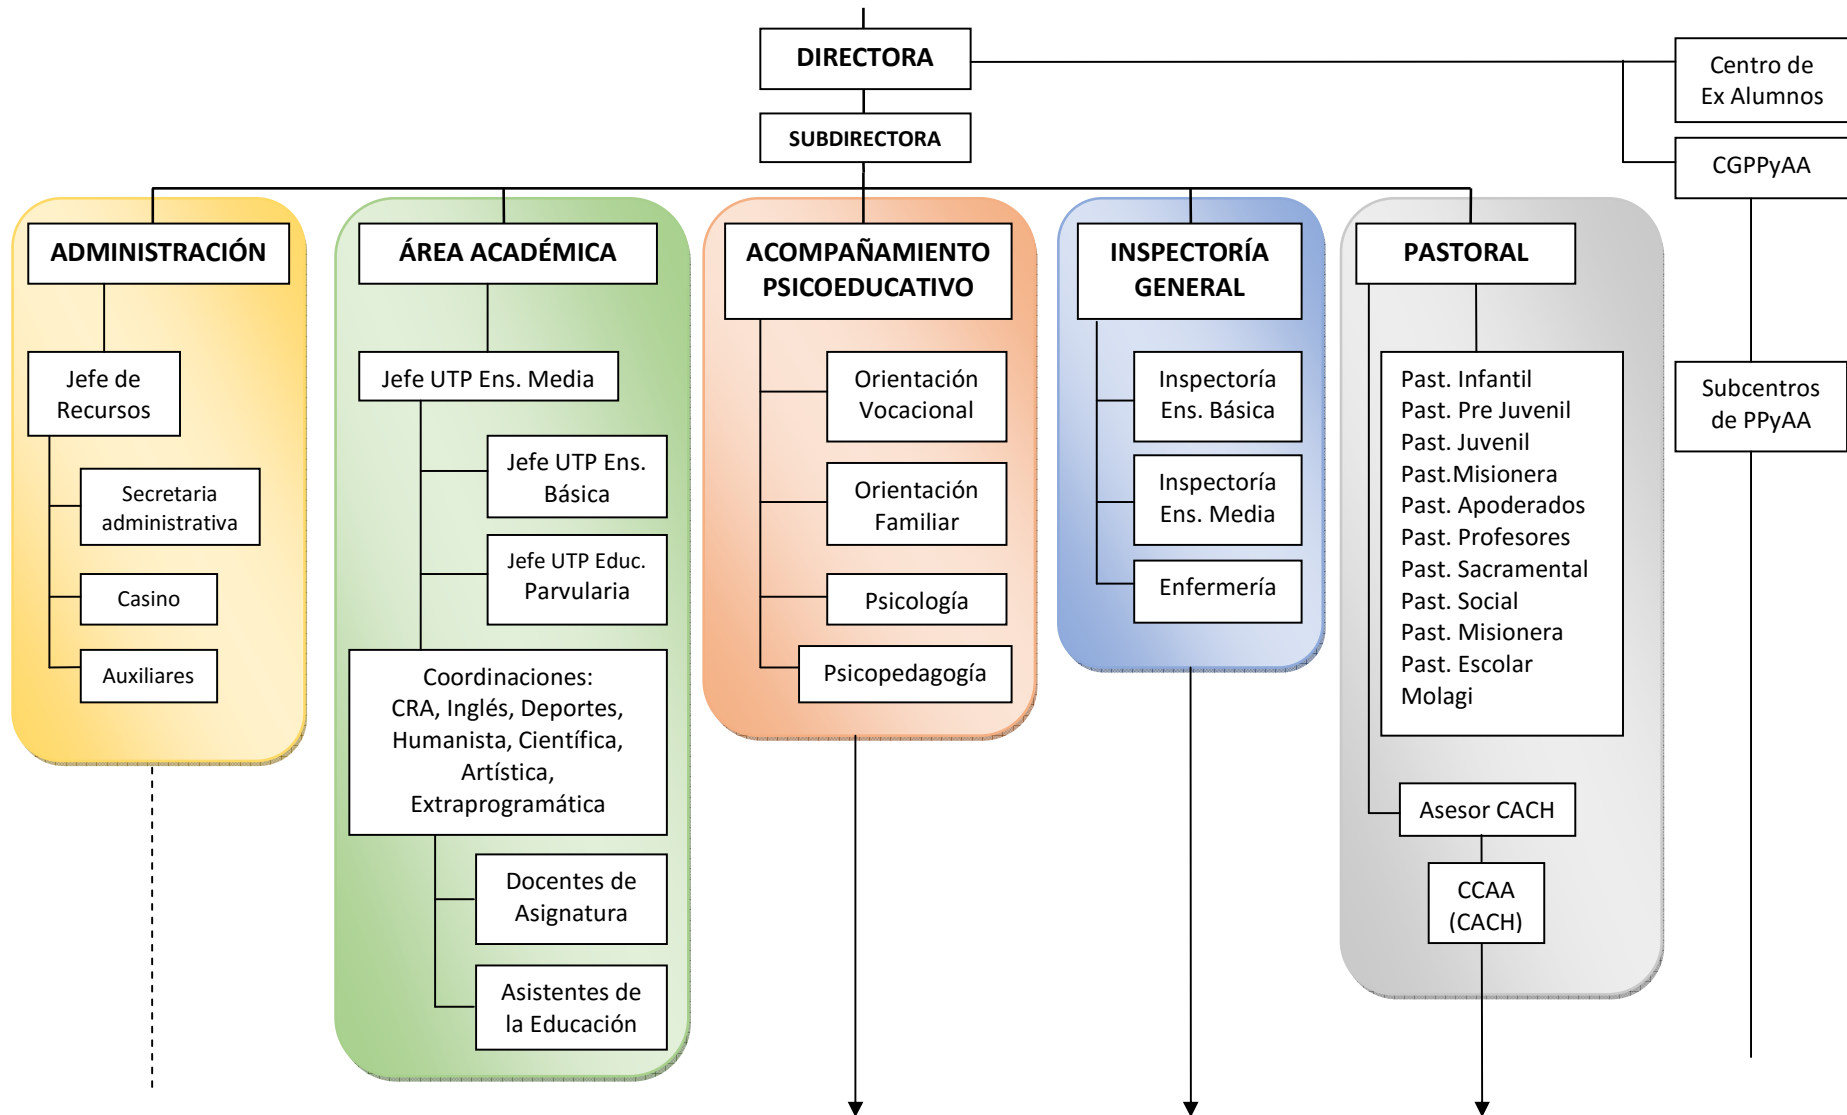 DIRECTORA
SUBDIRECTORA
Centro de
Ex Alumnos
CGPPyAA
Subcentros
de PPyAA
ADMINISTRACIÓN
Jefe de
Recursos
Secretaria
administrativa
Casino
Auxiliares
ÁREA ACADÉMICA
Jefe UTP Ens. Media
Jefe UTP Ens.
Básica
Jefe UTP Educ.
Parvularia
Coordinaciones:
CRA, Inglés, Deportes,
Humanista, Científica,
Artística,
Extraprogramática
Docentes de
Asignatura
Asistentes de
la Educación
ACOMPAÑAMIENTO
PSICOEDUCATIVO
Orientación
Vocacional
Orientación
Familiar
Psicología
Psicopedagogía
INSPECTORÍA
GENERAL
Inspectoría
Ens. Básica
Inspectoría
Ens. Media
Enfermería
PASTORAL
Past. Infantil
Past. Pre Juvenil
Past. Juvenil
Past.Misionera
Past. Apoderados
Past. Profesores
Past. Sacramental
Past. Social
Past. Misionera
Past. Escolar
Molagi
Asesor CACH
CCAA
(CACH)